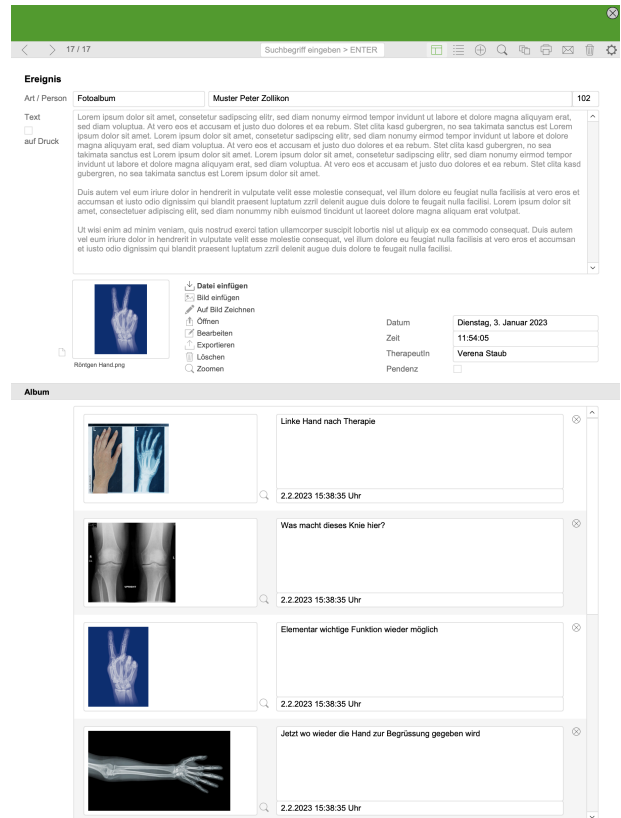 17 / 17
Suchbegriff eingeben > ENTER
Ereignis
Art / Person
Fotoalbum
Muster Peter Zollikon
102
Text
auf Druck
Lorem ipsum dolor sit amet, consetetur sadipscing elitr, sed diam nonumy eirmod tempor invidunt ut labore et dolore magna aliquyam erat,
sed diam voluptua. At vero eos et accusam et justo duo dolores et ea rebum. Stet clita kasd gubergren, no sea takimata sanctus est Lorem
ipsum dolor sit amet. Lorem ipsum dolor sit amet, consetetur sadipscing elitr, sed diam nonumy eirmod tempor invidunt ut labore et dolore
magna aliquyam erat, sed diam voluptua. At vero eos et accusam et justo duo dolores et ea rebum. Stet clita kasd gubergren, no sea
takimata sanctus est Lorem ipsum dolor sit amet. Lorem ipsum dolor sit amet, consetetur sadipscing elitr, sed diam nonumy eirmod tempor
invidunt ut labore et dolore magna aliquyam erat, sed diam voluptua. At vero eos et accusam et justo duo dolores et ea rebum. Stet clita kasd
gubergren, no sea takimata sanctus est Lorem ipsum dolor sit amet.
Duis autem vel eum iriure dolor in hendrerit in vulputate velit esse molestie consequat, vel illum dolore eu feugiat nulla facilisis at vero eros et
accumsan et iusto odio dignissim qui blandit praesent luptatum zzril delenit augue duis dolore te feugait nulla facilisi. Lorem ipsum dolor sit
amet, consectetuer adipiscing elit, sed diam nonummy nibh euismod tincidunt ut laoreet dolore magna aliquam erat volutpat.
Ut wisi enim ad minim veniam, quis nostrud exerci tation ullamcorper suscipit lobortis nisl ut aliquip ex ea commodo consequat. Duis autem
vel eum iriure dolor in hendrerit in vulputate velit esse molestie consequat, vel illum dolore eu feugiat nulla facilisis at vero eros et accumsan
et iusto odio dignissim qui blandit praesent luptatum zzril delenit augue duis dolore te feugait nulla facilisi.
Röntgen Hand.png
Datei einfügen
Bild einfügen
Auf Bild Zeichnen
Öffnen
Bearbeiten
Exportieren
Löschen
Zoomen
Datum
Dienstag, 3. Januar 2023
Zeit
11:54:05
TherapeutIn
Verena Staub
Pendenz
Album
Linke Hand nach Therapie
2.2.2023 15:38:35 Uhr
Was macht dieses Knie hier?
2.2.2023 15:38:35 Uhr
Elementar wichtige Funktion wieder möglich
2.2.2023 15:38:35 Uhr
Jetzt wo wieder die Hand zur Begrüssung gegeben wird
2.2.2023 15:38:35 Uhr